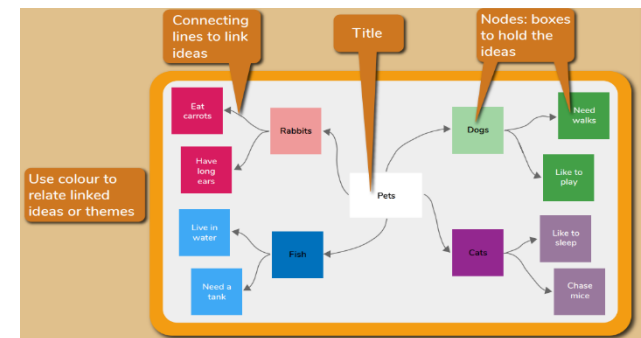 Connecting
lines to link
ideas
Title
Nodes: boxes
to hold the
ideas
Eat
carrots
Rabbits
Dogs
Need
walks
Have
long
ears
Use colour to
relate linked
ideas or themes
Like to
play
Pets
Live in
water
Like to
sleep
Fish
Cats
Need a
tank
Chase
mice